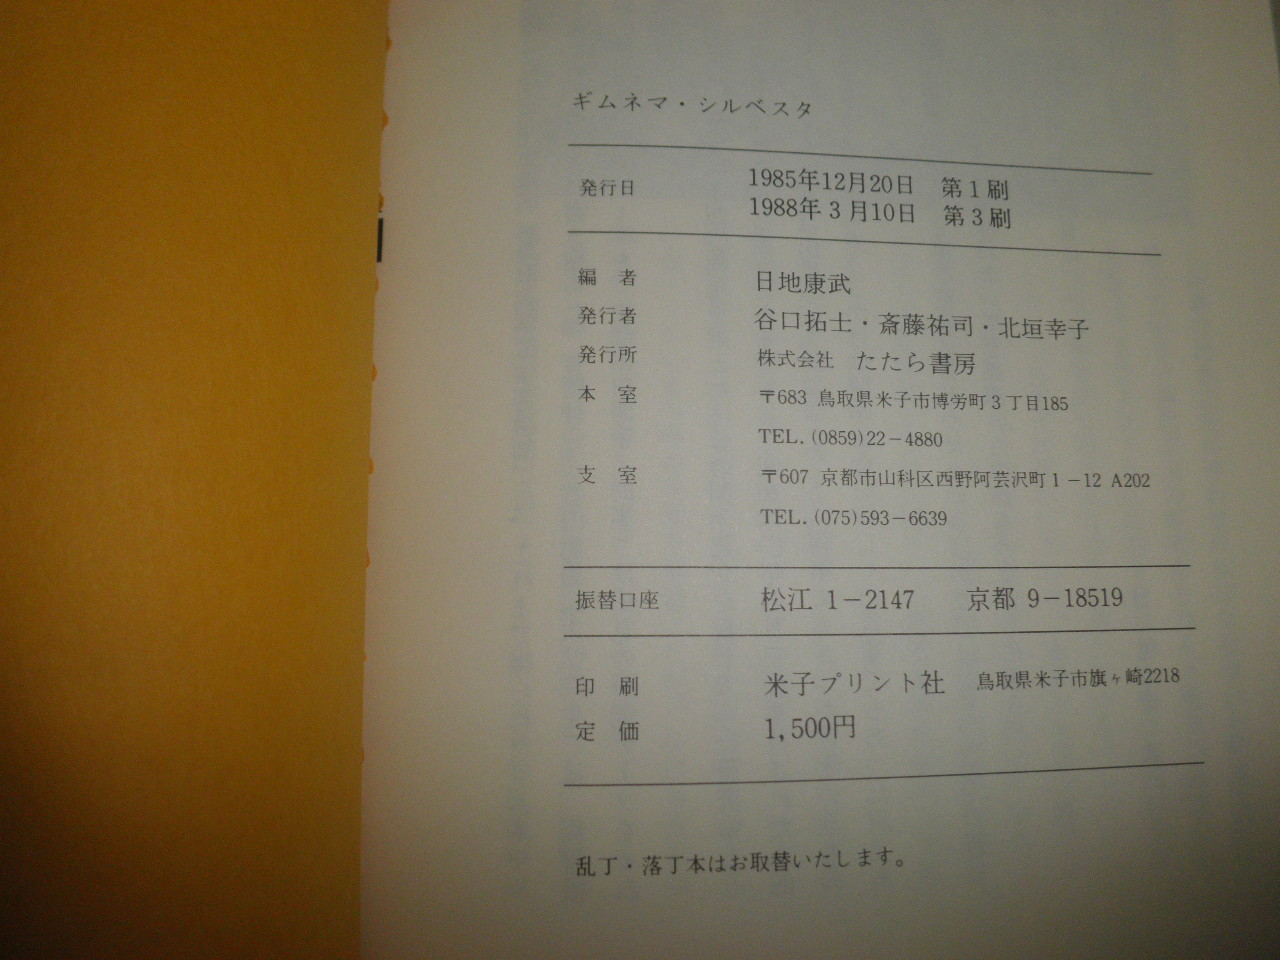 ギムネマ・シルベスタ
発行日 1985年12月20日 第1刷
1988年3月10日 第3刷
編 者 日地康武
発行者 谷口拓士・斎藤祐司・北垣幸子
発行所 株式会社 たたら書房
本 室 〒683 鳥取県米子市博労町3丁目185
TEL. (0859)22-4880
支 室 〒607 京都市山科区西野阿芸沢町1-12 A202
TEL. (075)593-6639
振替口座 松江 1-2147 京都 9-18519
印 刷 米子プリント社 鳥取県米子市旗ヶ崎2218
定 価 1,500円
乱丁・落丁本はお取替いたします。